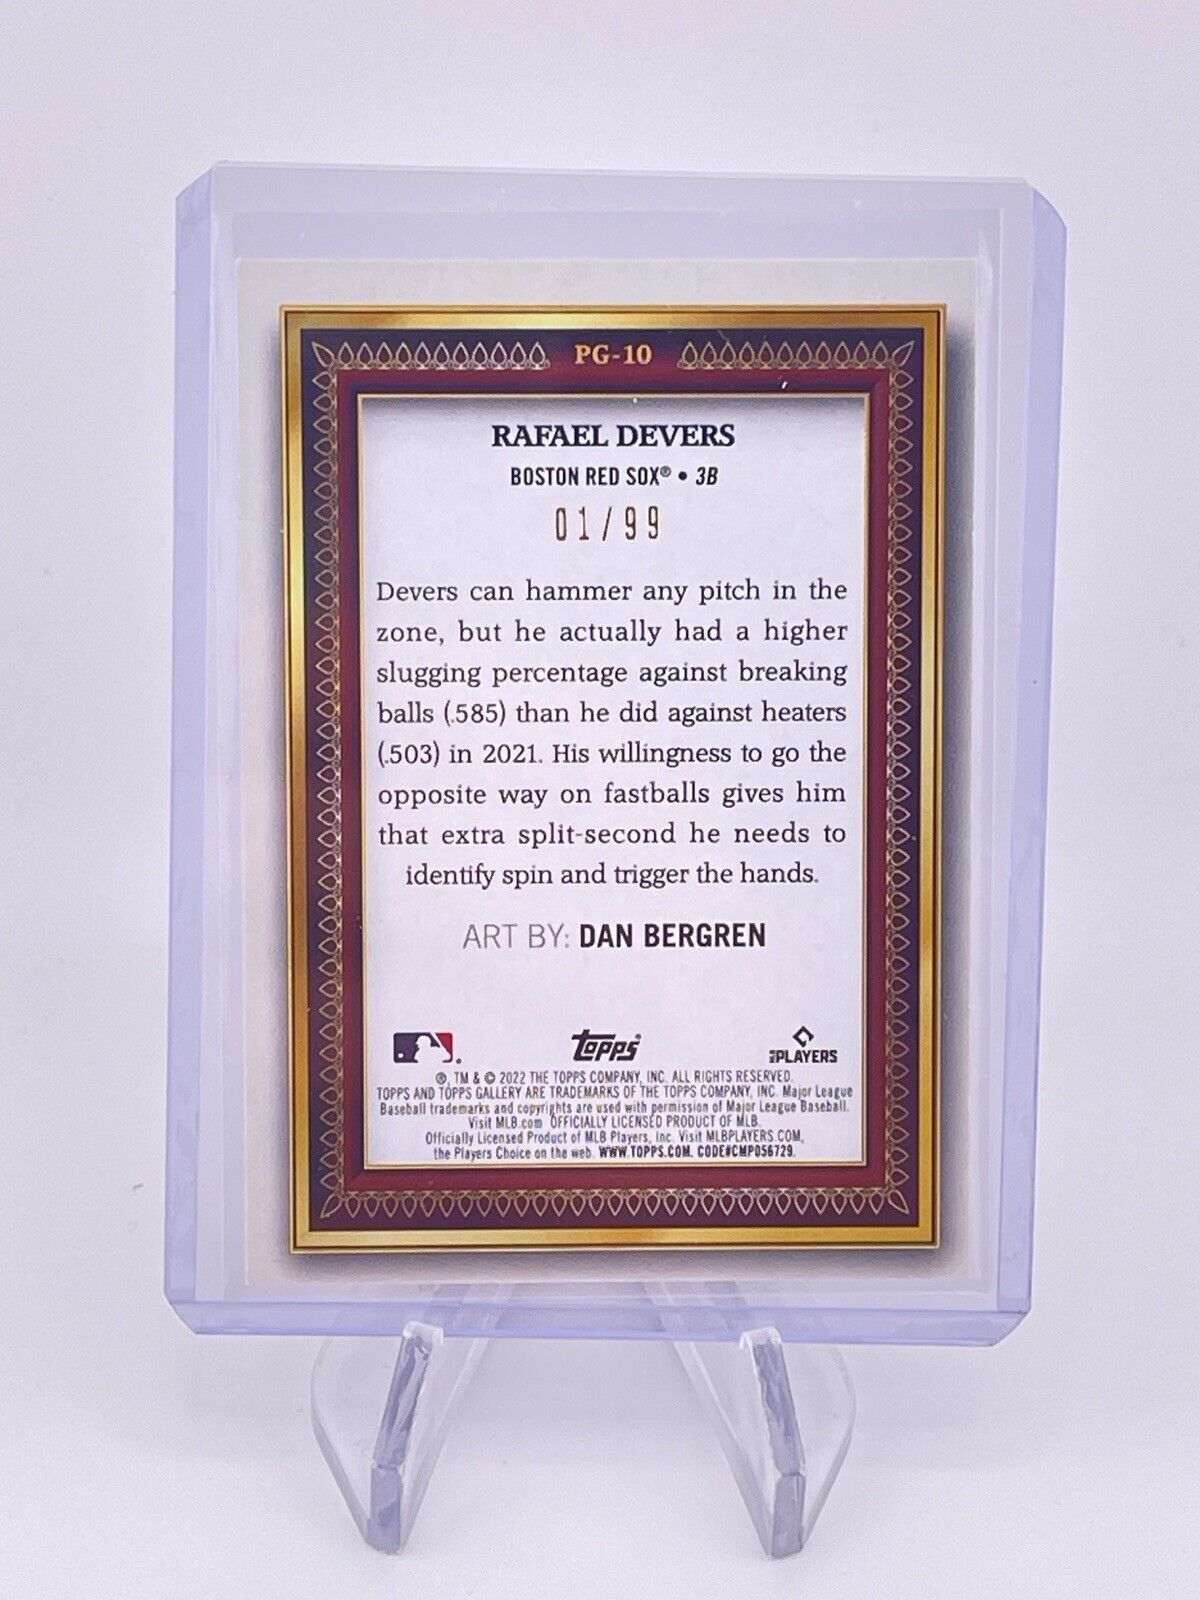 PG-10
RAFAEL DEVERS
BOSTON RED SOX® • 3B
01/99
Devers can hammer any pitch in the
zone, but he actually had a higher
slugging percentage against breaking
balls (.585) than he did against heaters
(.503) in 2021. His willingness to go the
opposite way on fastballs gives him
that extra split-second he needs to
identify spin and trigger the hands.
ART BY: DAN BERGREN
topps® PLAYERS
®, TM & © 2022 THE TOPPS COMPANY, INC. ALL RIGHTS RESERVED.
TOPPS AND TOPPS GALLERY ARE TRADEMARKS OF THE TOPPS COMPANY, INC. Major League
Baseball trademarks and copyrights are used with permission of Major League Baseball.
Visit MLB.com OFFICIALLY LICENSED PRODUCT OF MLB.
Officially Licensed Product of MLB Players, Inc. Visit MLBPLAYERS.COM,
the Players Choice on the web. WWW.TOPPS.COM. CODE#CMP056729.